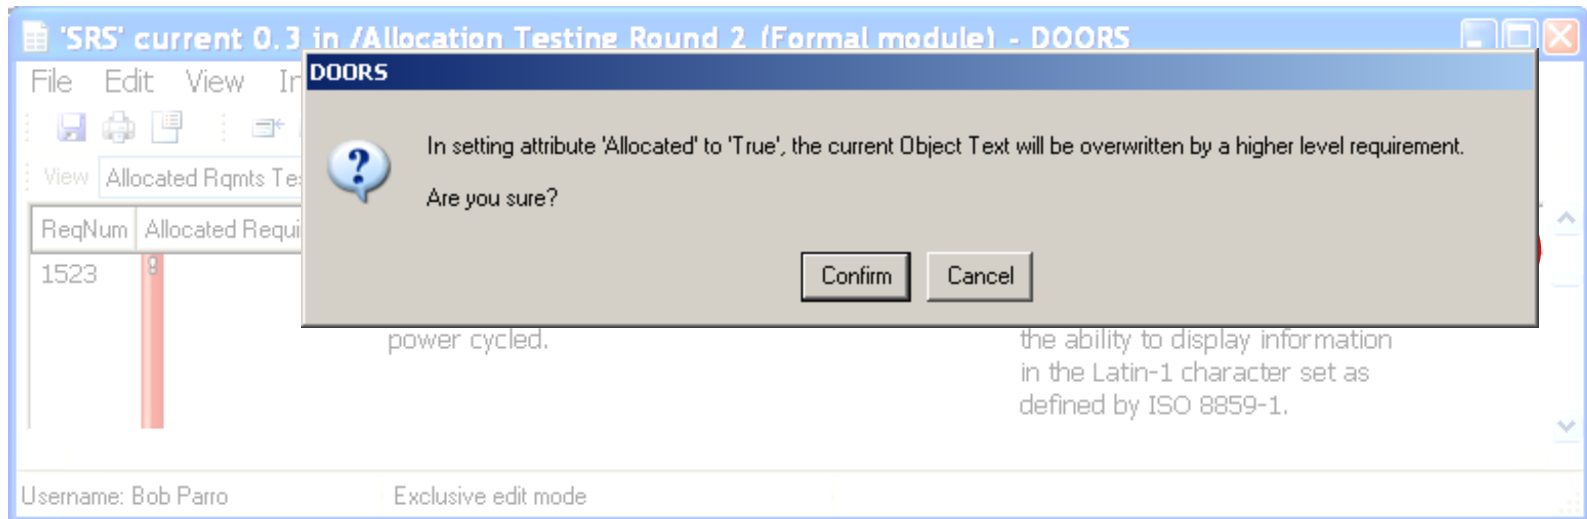 'SRS' current 0.3 in /Allocation Testing Round 2 (Formal module) - DOORS
File Edit View
DOORS
In setting attribute 'Allocated' to 'True', the current Object Text will be overwritten by a higher level requirement.
Are you sure?
Confirm Cancel
View Allocated Rqmts
ReqNum Allocated
1523
power cycled.
the ability to display information
in the Latin-1 character set as
defined by ISO 8859-1.
Username: Bob Parro Exclusive edit mode